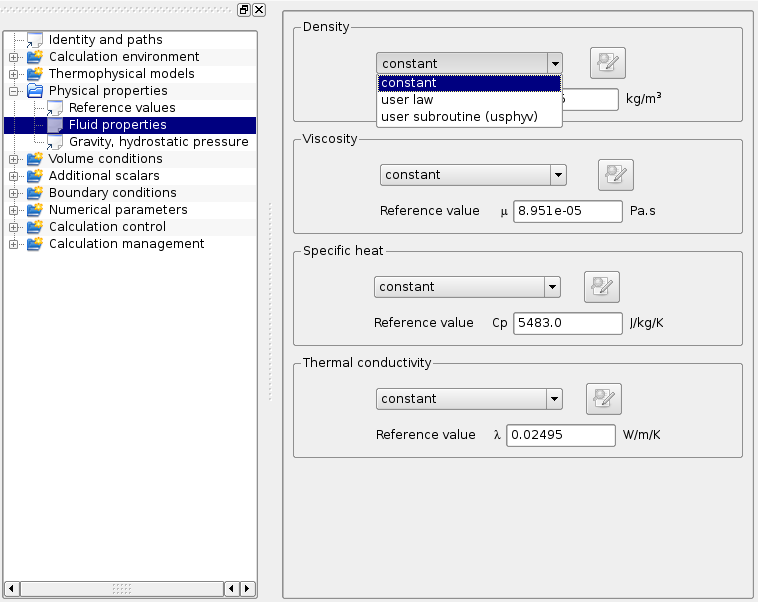 Identity and paths
Calculation environment
Thermophysical models
Physical properties
Reference values
Fluid properties
Gravity, hydrostatic pressure
Volume conditions
Additional scalars
Boundary conditions
Numerical parameters
Calculation control
Calculation management
Density
constant
constant
user law
user subroutine (usphyv)
kg/m³
Viscosity
constant
Reference value μ 8.951e-05 Pa.s
Specific heat
constant
Reference value Cp 5483.0 J/kg/K
Thermal conductivity
constant
Reference value λ 0.02495 W/m/K